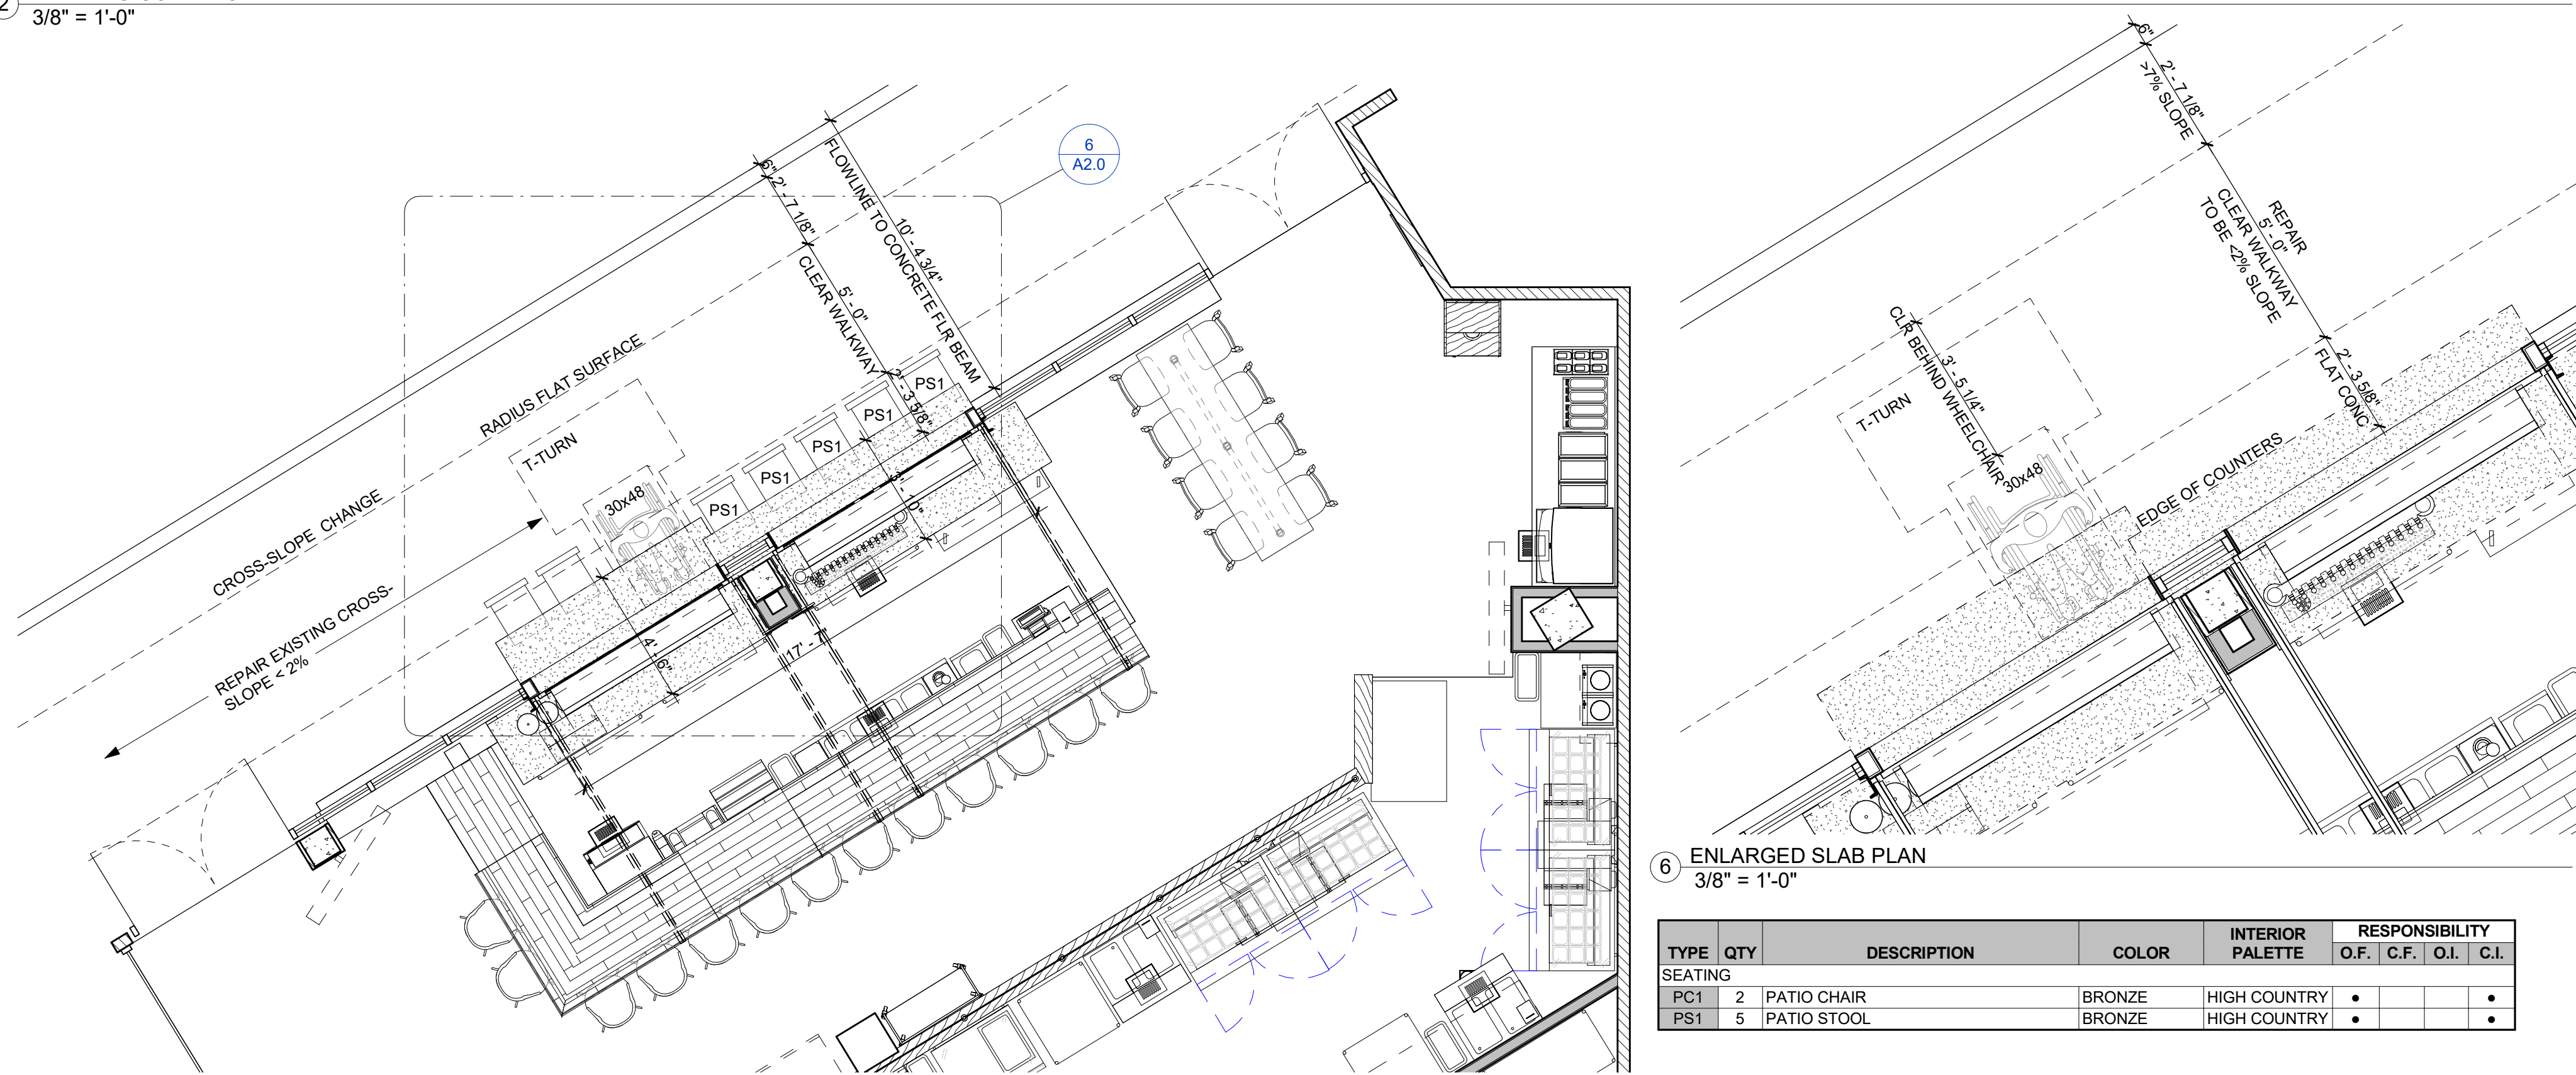 2
3/8" = 1'-0"
6
A2.0
6"
2' - 7 1/8"
5' - 0"
CLEAR WALKWAY
2' - 3 5/8"
10' - 4 3/4"
FLOWLINE TO CONCRETE FLR BEAM
RADIUS FLAT SURFACE
CROSS-SLOPE CHANGE
REPAIR EXISTING CROSS-
SLOPE < 2%
T-TURN
30x48
PS1
PS1
PS1
PS1
PS1
3' - 10"
4' - 6"
17' - 7"
6"
2' - 7 1/8"
>7% SLOPE
REPAIR
5' - 0"
CLEAR WALKWAY
TO BE <2% SLOPE
2' - 3 5/8"
FLAT CONC
3' - 5 1/4"
CLR BEHIND WHEELCHAIR
T-TURN
30x48
EDGE OF COUNTERS
6 ENLARGED SLAB PLAN
3/8" = 1'-0"
TYPE QTY DESCRIPTION COLOR INTERIOR PALETTE RESPONSIBILITY
O.F. C.F. O.I. C.I.
SEATING
PC1 2 PATIO CHAIR BRONZE HIGH COUNTRY ● ●
PS1 5 PATIO STOOL BRONZE HIGH COUNTRY ● ●